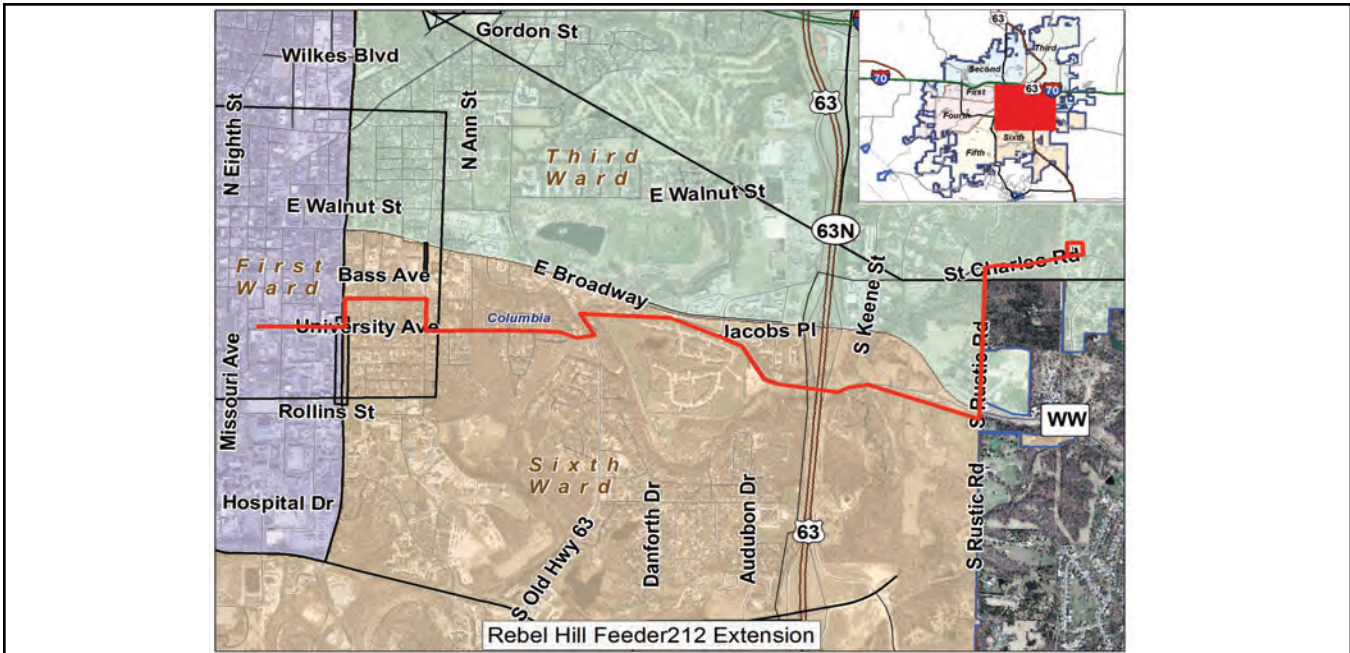 Gordon St
Wilkes Blvd
N Eighth St
N Ann St
63
Third
Ward
E Walnut St
E Walnut St
63N
First
Ward
Bass Ave
E Broadway
S Keene St
St Charles Rd
University Ave
Columbia
Jacobs Pl
S Rustic Rd
Missouri Ave
Rollins St
WW
Sixth
Ward
Hospital Dr
S Old Hwy 63
Danforth Dr
Audubon Dr
63
S Rustic Rd
Rebel Hill Feeder212 Extension
63
Third
Second
70
First
63
70
Fourth
Sixth
Fifth